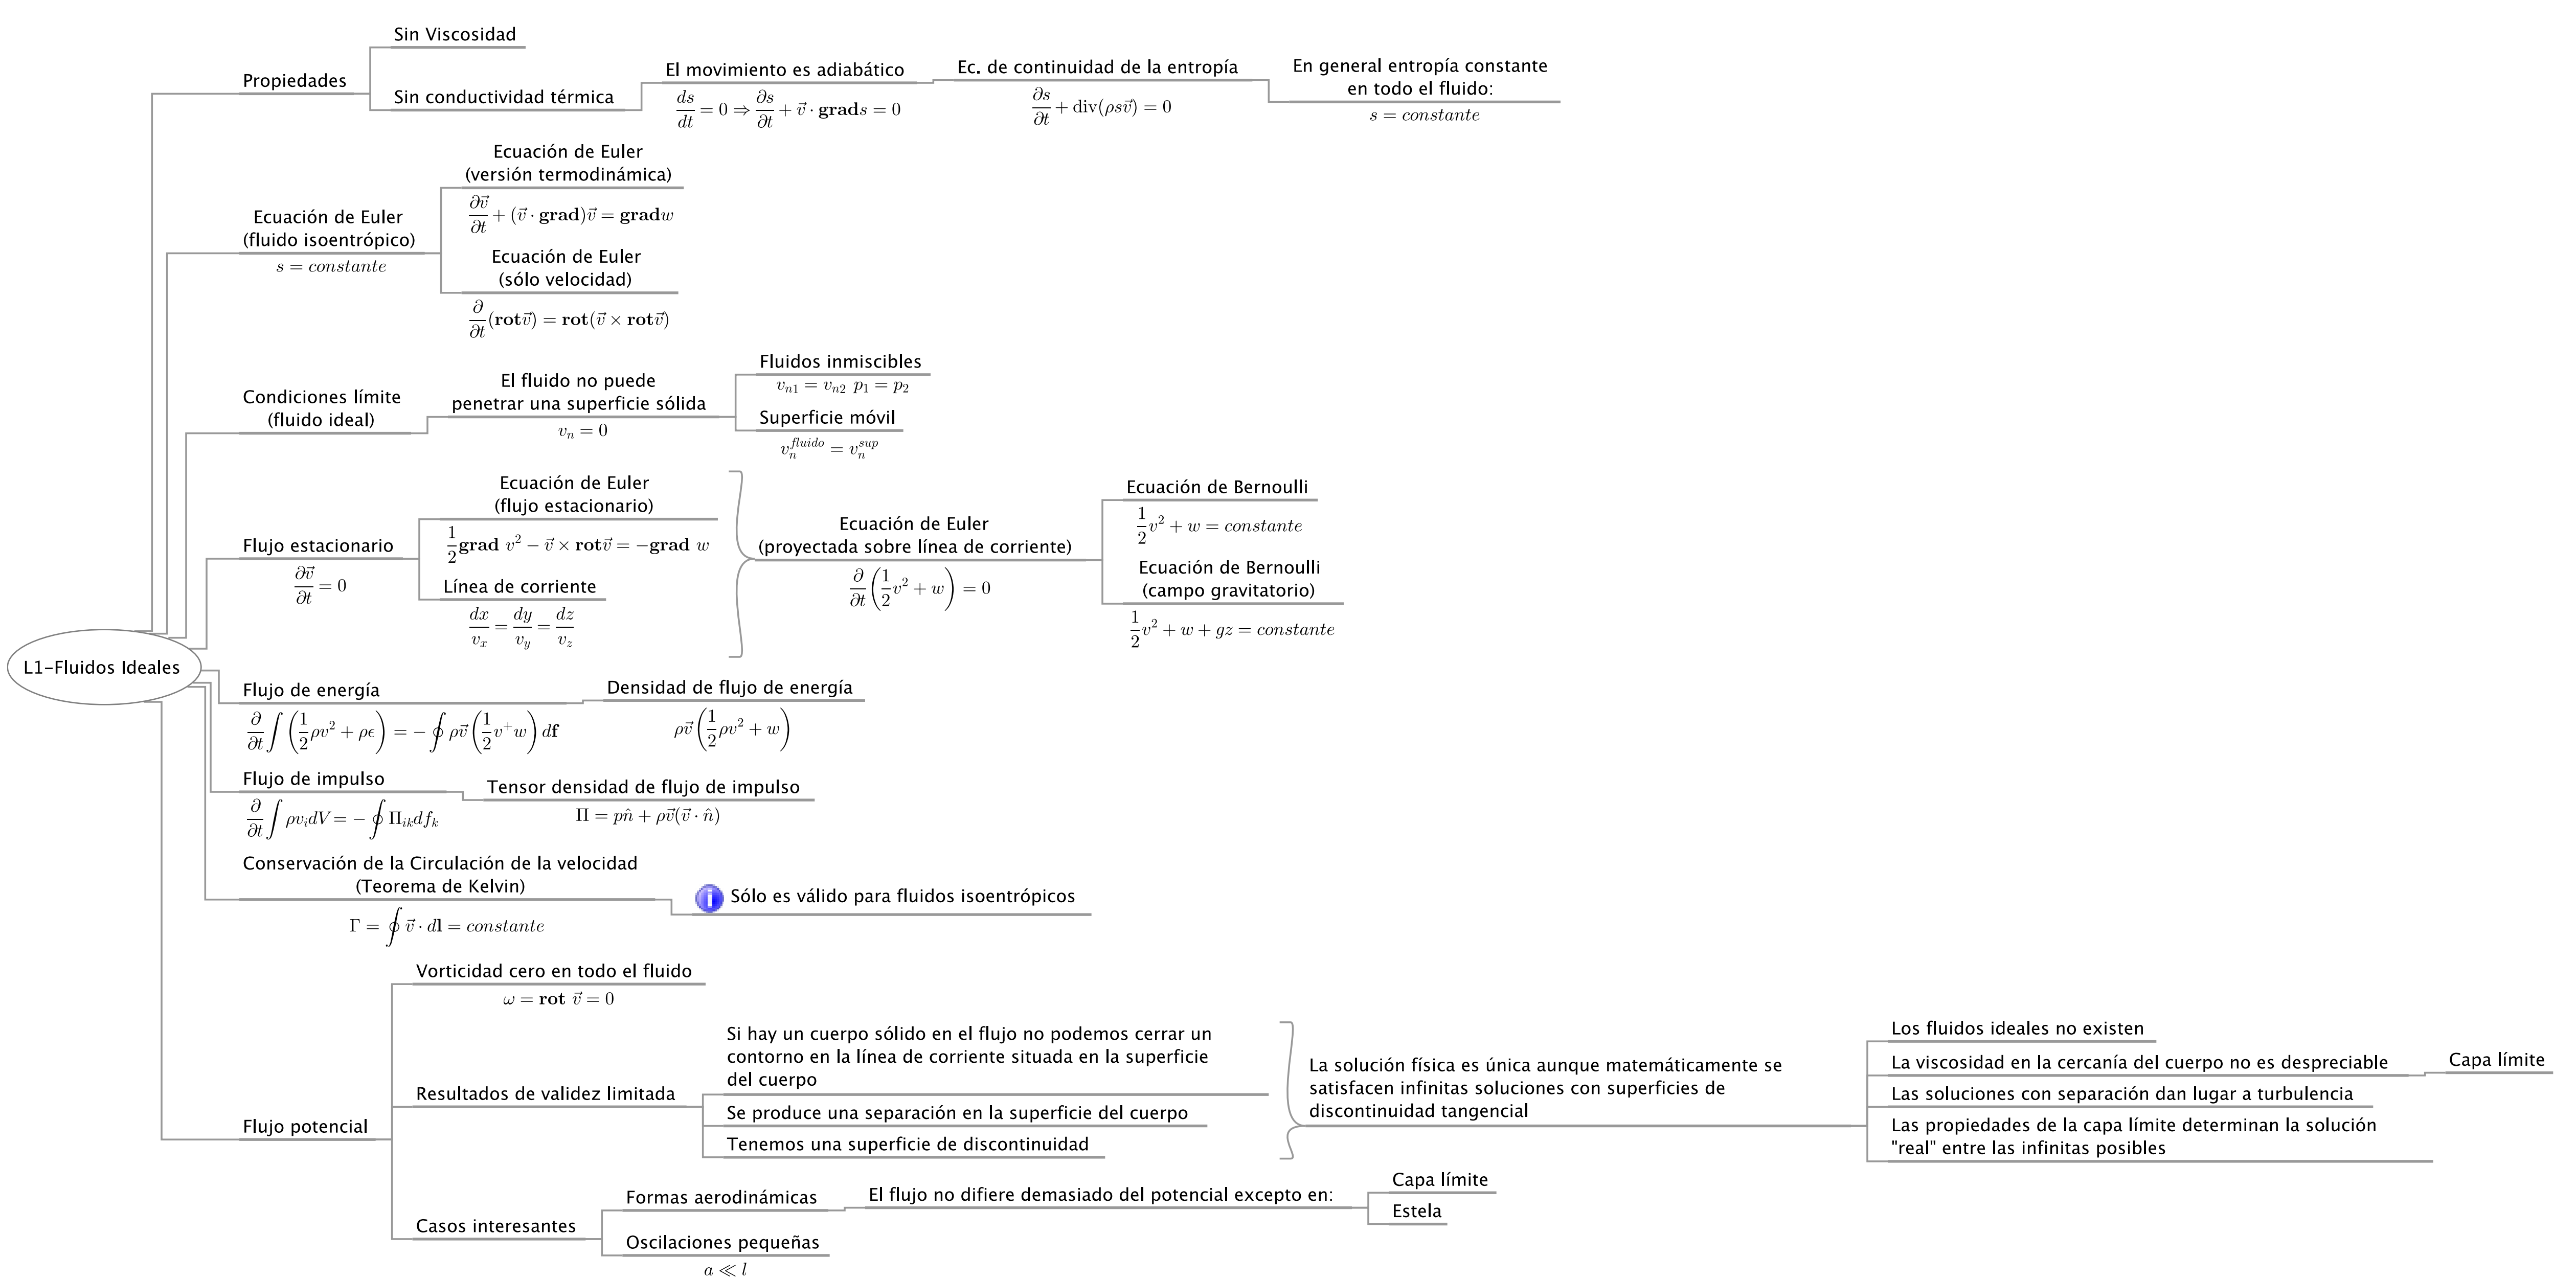 L1-Fluidos Ideales
Propiedades
Sin Viscosidad
Sin conductividad térmica
El movimiento es adiabático
ds/dt = 0 ⇒ ∂s/∂t + v⃗ · grad s = 0
Ec. de continuidad de la entropía
∂s/∂t + div(ρsv⃗) = 0
En general entropía constante
en todo el fluido:
s = constante
Ecuación de Euler
(fluido isoentrópico)
s = constante
Ecuación de Euler
(versión termodinámica)
∂v⃗/∂t + (v⃗ · grad)v⃗ = grad w
Ecuación de Euler
(sólo velocidad)
∂/∂t (rot v⃗) = rot(v⃗ × rot v⃗)
Condiciones límite
(fluido ideal)
El fluido no puede
penetrar una superficie sólida
v_n = 0
Fluidos inmiscibles
v_n1 = v_n2 p_1 = p_2
Superficie móvil
v_n^fluido = v_n^sup
Flujo estacionario
∂v⃗/∂t = 0
Ecuación de Euler
(flujo estacionario)
1/2 grad v² − v⃗ × rot v⃗ = −grad w
Línea de corriente
dx/v_x = dy/v_y = dz/v_z
Ecuación de Euler
(proyectada sobre línea de corriente)
∂/∂t (1/2 v² + w) = 0
Ecuación de Bernoulli
1/2 v² + w = constante
Ecuación de Bernoulli
(campo gravitatorio)
1/2 v² + w + gz = constante
Flujo de energía
∂/∂t ∫ (1/2 ρv² + ρϵ) = − ∮ ρv⃗ (1/2 v⁺w) df
Densidad de flujo de energía
ρv⃗ (1/2 ρv² + w)
Flujo de impulso
∂/∂t ∫ ρv_i dV = − ∮ Π_ik df_k
Tensor densidad de flujo de impulso
Π = pn̂ + ρv⃗(v⃗ · n̂)
Conservación de la Circulación de la velocidad
(Teorema de Kelvin)
Γ = ∮ v⃗ · dl = constante
i Sólo es válido para fluidos isoentrópicos
Flujo potencial
Vorticidad cero en todo el fluido
ω = rot v⃗ = 0
Resultados de validez limitada
Si hay un cuerpo sólido en el flujo no podemos cerrar un
contorno en la línea de corriente situada en la superficie
del cuerpo
Se produce una separación en la superficie del cuerpo
Tenemos una superficie de discontinuidad
La solución física es única aunque matemáticamente se
satisfacen infinitas soluciones con superficies de
discontinuidad tangencial
Los fluidos ideales no existen
La viscosidad en la cercanía del cuerpo no es despreciable
Capa límite
Las soluciones con separación dan lugar a turbulencia
Las propiedades de la capa límite determinan la solución
"real" entre las infinitas posibles
Casos interesantes
Formas aerodinámicas
El flujo no difiere demasiado del potencial excepto en:
Capa límite
Estela
Oscilaciones pequeñas
a ≪ l